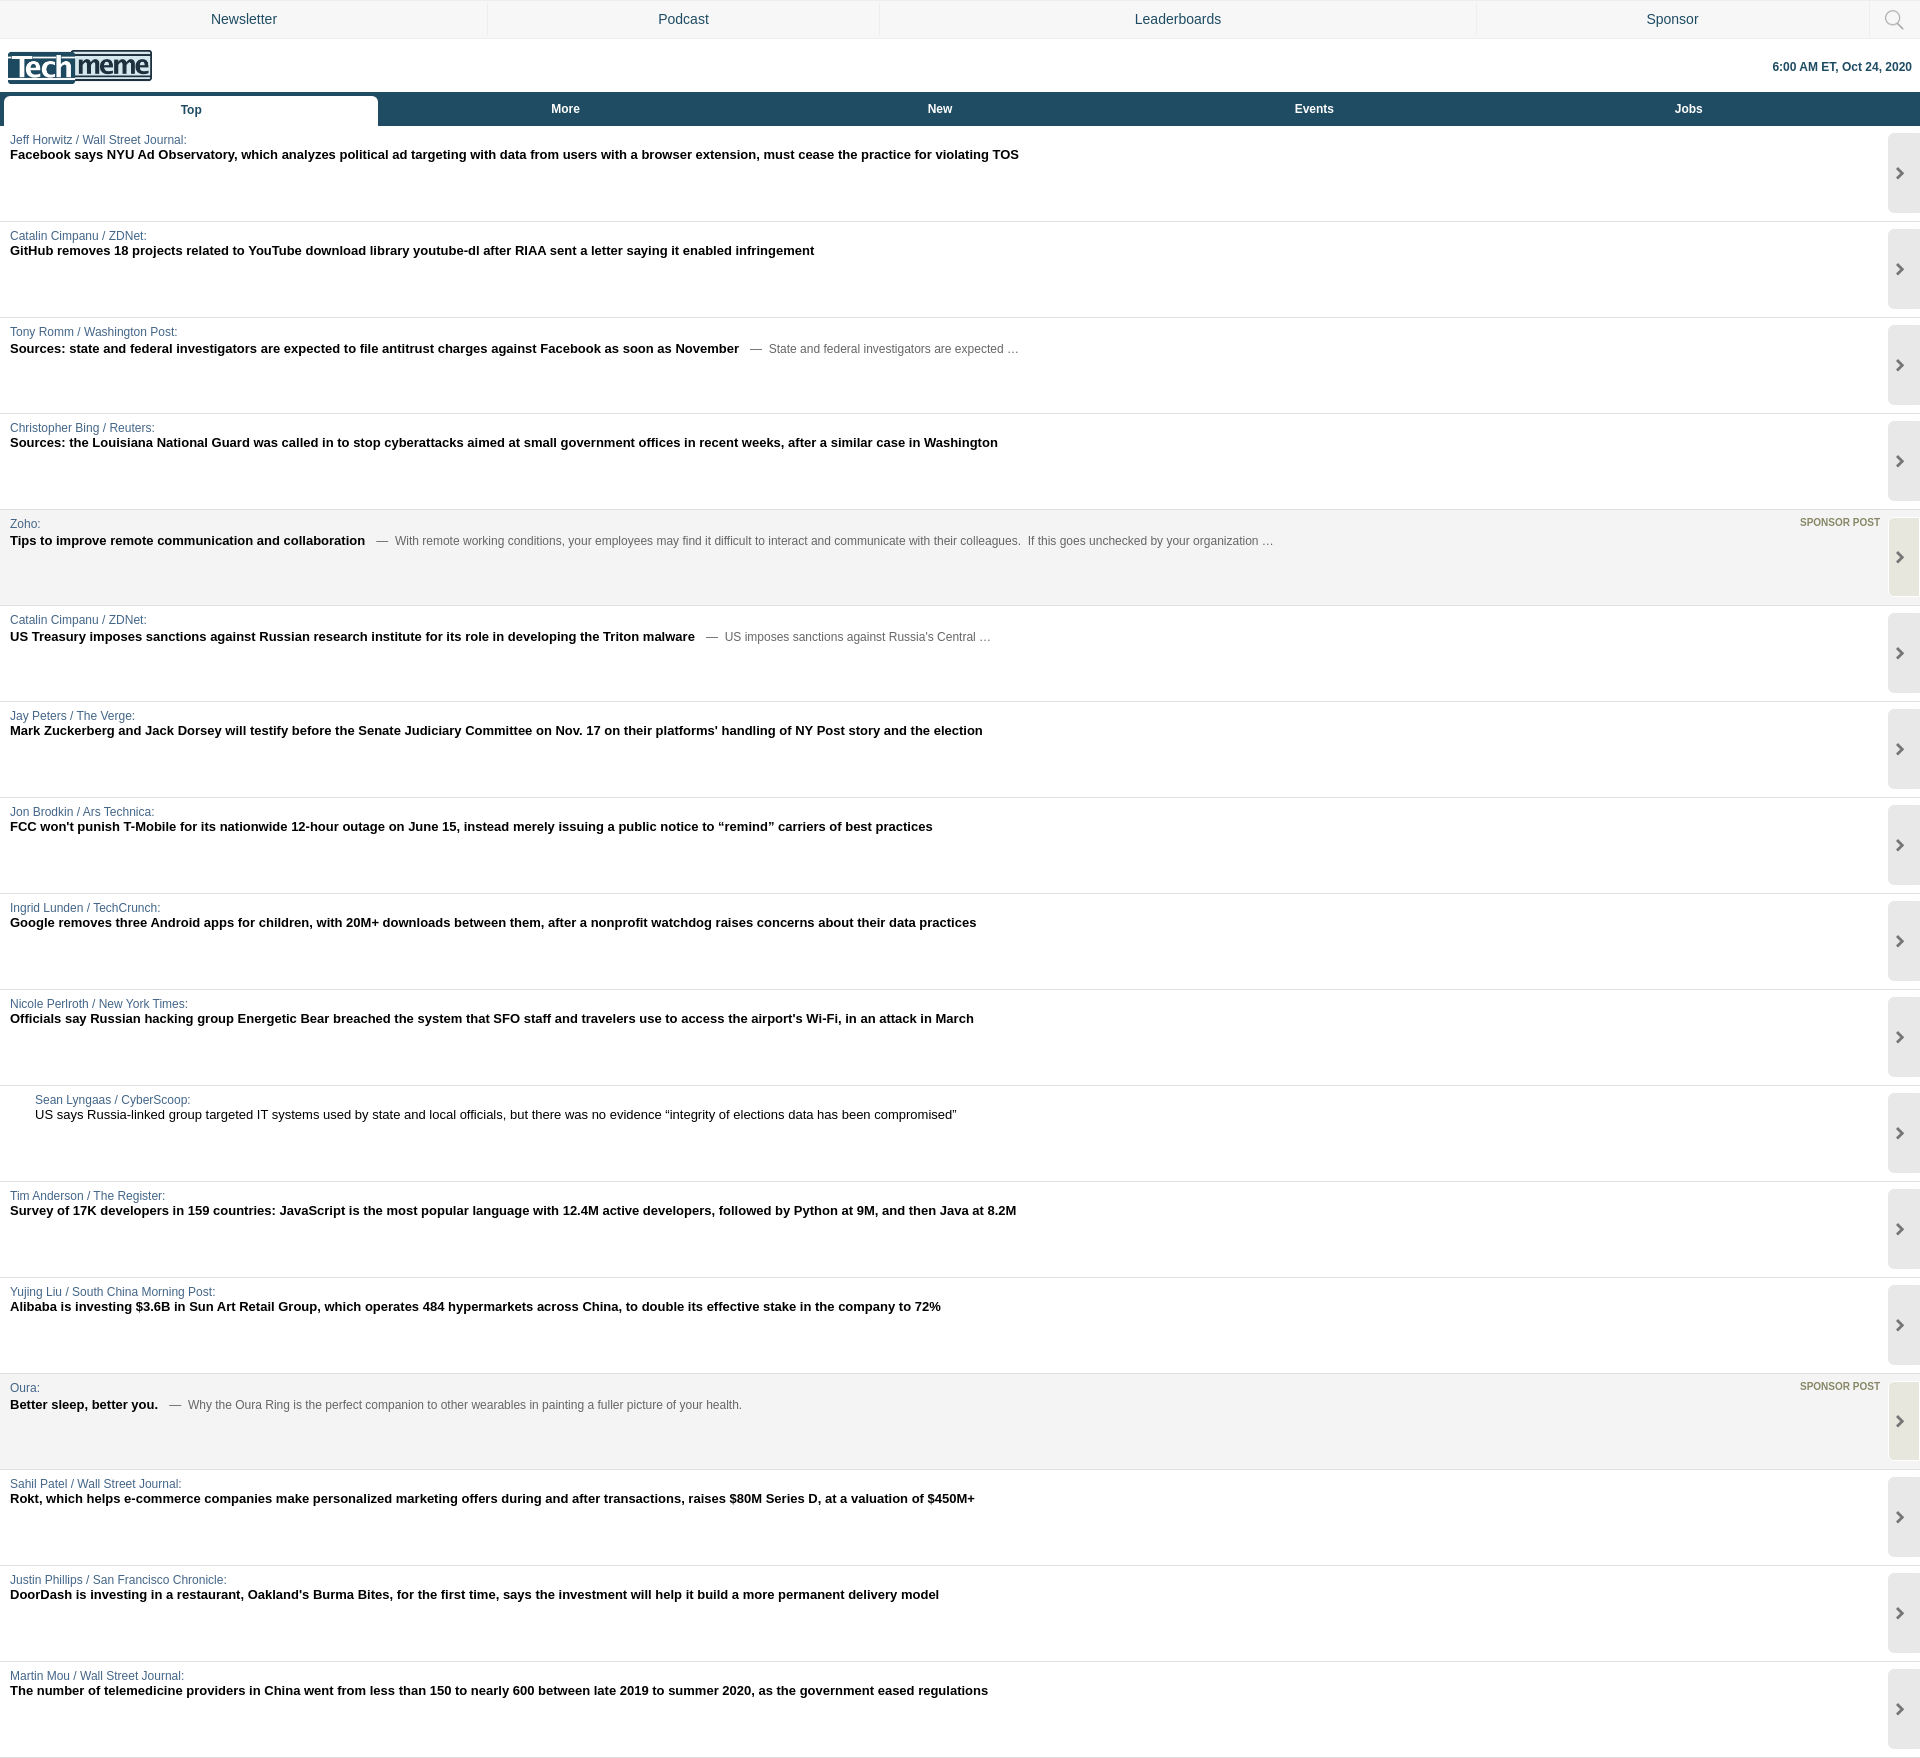 Newsletter
Podcast
Leaderboards
Sponsor
Techmeme
6:00 AM ET, Oct 24, 2020
Top
More
New
Events
Jobs
Jeff Horwitz / Wall Street Journal:
Facebook says NYU Ad Observatory, which analyzes political ad targeting with data from users with a browser extension, must cease the practice for violating TOS
Catalin Cimpanu / ZDNet:
GitHub removes 18 projects related to YouTube download library youtube-dl after RIAA sent a letter saying it enabled infringement
Tony Romm / Washington Post:
Sources: state and federal investigators are expected to file antitrust charges against Facebook as soon as November — State and federal investigators are expected …
Christopher Bing / Reuters:
Sources: the Louisiana National Guard was called in to stop cyberattacks aimed at small government offices in recent weeks, after a similar case in Washington
Zoho:
SPONSOR POST
Tips to improve remote communication and collaboration — With remote working conditions, your employees may find it difficult to interact and communicate with their colleagues. If this goes unchecked by your organization …
Catalin Cimpanu / ZDNet:
US Treasury imposes sanctions against Russian research institute for its role in developing the Triton malware — US imposes sanctions against Russia's Central …
Jay Peters / The Verge:
Mark Zuckerberg and Jack Dorsey will testify before the Senate Judiciary Committee on Nov. 17 on their platforms' handling of NY Post story and the election
Jon Brodkin / Ars Technica:
FCC won't punish T-Mobile for its nationwide 12-hour outage on June 15, instead merely issuing a public notice to “remind” carriers of best practices
Ingrid Lunden / TechCrunch:
Google removes three Android apps for children, with 20M+ downloads between them, after a nonprofit watchdog raises concerns about their data practices
Nicole Perlroth / New York Times:
Officials say Russian hacking group Energetic Bear breached the system that SFO staff and travelers use to access the airport's Wi-Fi, in an attack in March
Sean Lyngaas / CyberScoop:
US says Russia-linked group targeted IT systems used by state and local officials, but there was no evidence “integrity of elections data has been compromised”
Tim Anderson / The Register:
Survey of 17K developers in 159 countries: JavaScript is the most popular language with 12.4M active developers, followed by Python at 9M, and then Java at 8.2M
Yujing Liu / South China Morning Post:
Alibaba is investing $3.6B in Sun Art Retail Group, which operates 484 hypermarkets across China, to double its effective stake in the company to 72%
Oura:
SPONSOR POST
Better sleep, better you. — Why the Oura Ring is the perfect companion to other wearables in painting a fuller picture of your health.
Sahil Patel / Wall Street Journal:
Rokt, which helps e-commerce companies make personalized marketing offers during and after transactions, raises $80M Series D, at a valuation of $450M+
Justin Phillips / San Francisco Chronicle:
DoorDash is investing in a restaurant, Oakland's Burma Bites, for the first time, says the investment will help it build a more permanent delivery model
Martin Mou / Wall Street Journal:
The number of telemedicine providers in China went from less than 150 to nearly 600 between late 2019 to summer 2020, as the government eased regulations